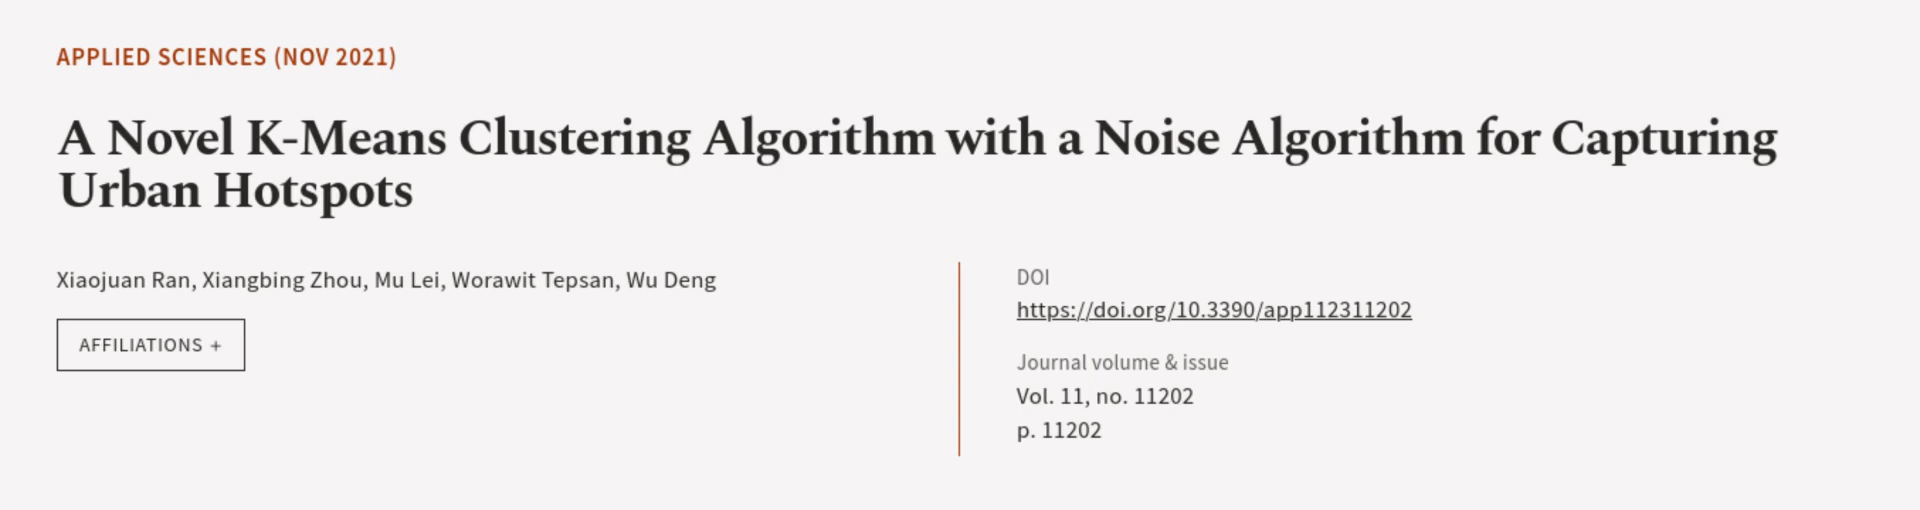 APPLIED SCIENCES (NOV 2021)
A Novel K-Means Clustering Algorithm with a Noise Algorithm for Capturing
Urban Hotspots
Xiaojuan Ran, Xiangbing Zhou, Mu Lei, Worawit Tepsan, Wu Deng
AFFILIATIONS +
DOI
https://doi.org/10.3390/app112311202
Journal volume & issue
Vol. 11, no. 11202
p. 11202